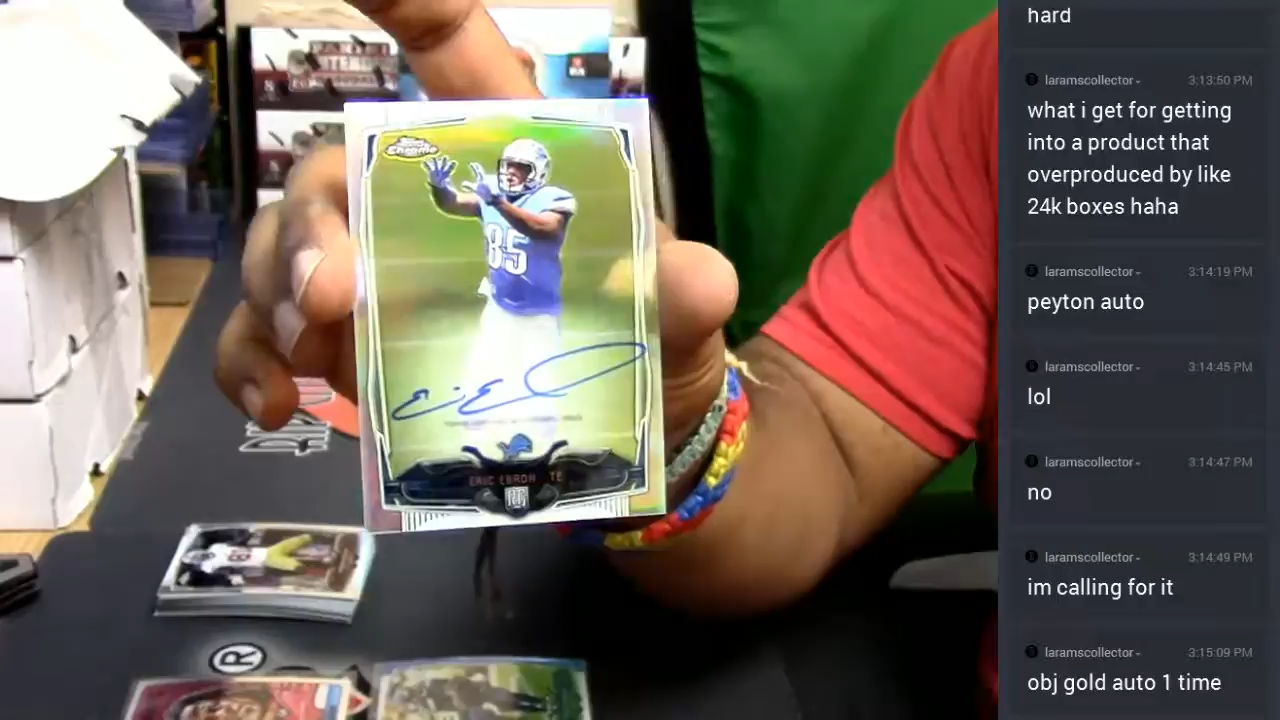 Topps
Chrome
85
ERIC EBRON TE
RC
®
hard
laramscollector
3:13:50 PM
what i get for getting
into a product that
overproduced by like
24k boxes haha
laramscollector
3:14:19 PM
peyton auto
laramscollector
3:14:45 PM
lol
laramscollector
3:14:47 PM
no
laramscollector
3:14:49 PM
im calling for it
laramscollector
3:15:09 PM
obj gold auto 1 time